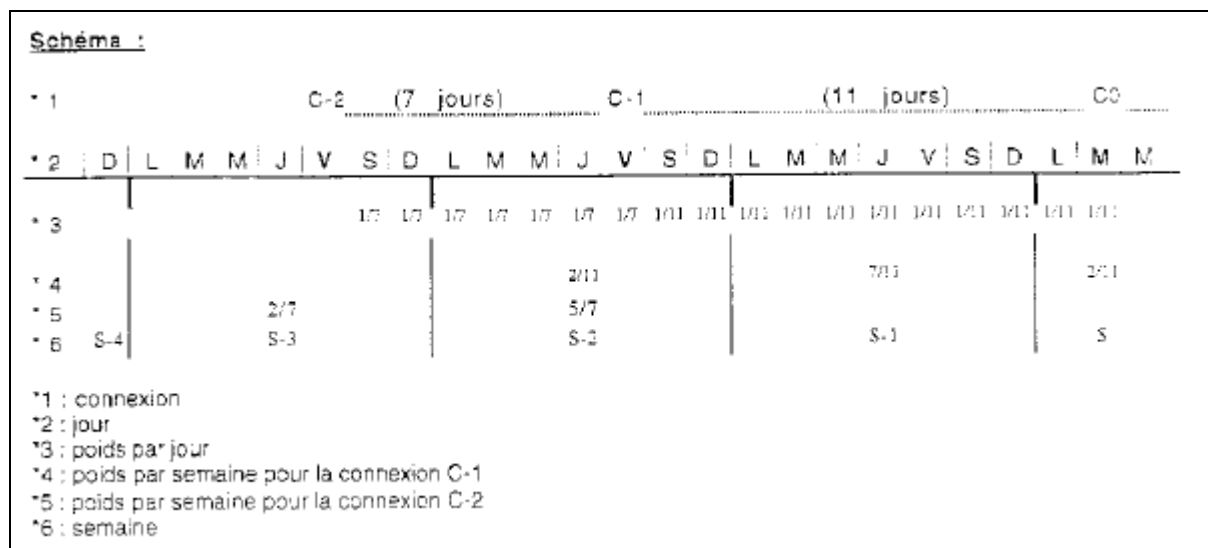 Schéma :
* 1 C-2 (7 jours) C-1 (11 jours) C0
* 2 D L M M J V S D L M M J V S D L M M J V S D L M M
* 3 1/7 1/7 1/7 1/7 1/7 1/7 1/7 1/11 1/11 1/11 1/11 1/11 1/11 1/11 1/11 1/11 1/11 1/11
* 4 2/11 7/11 2/11
* 5 2/7 5/7
* 6 S-4 S-3 S-2 S-1 S
*1 : connexion
*2 : jour
*3 : poids par jour
*4 : poids par semaine pour la connexion C-1
*5 : poids par semaine pour la connexion C-2
*6 : semaine